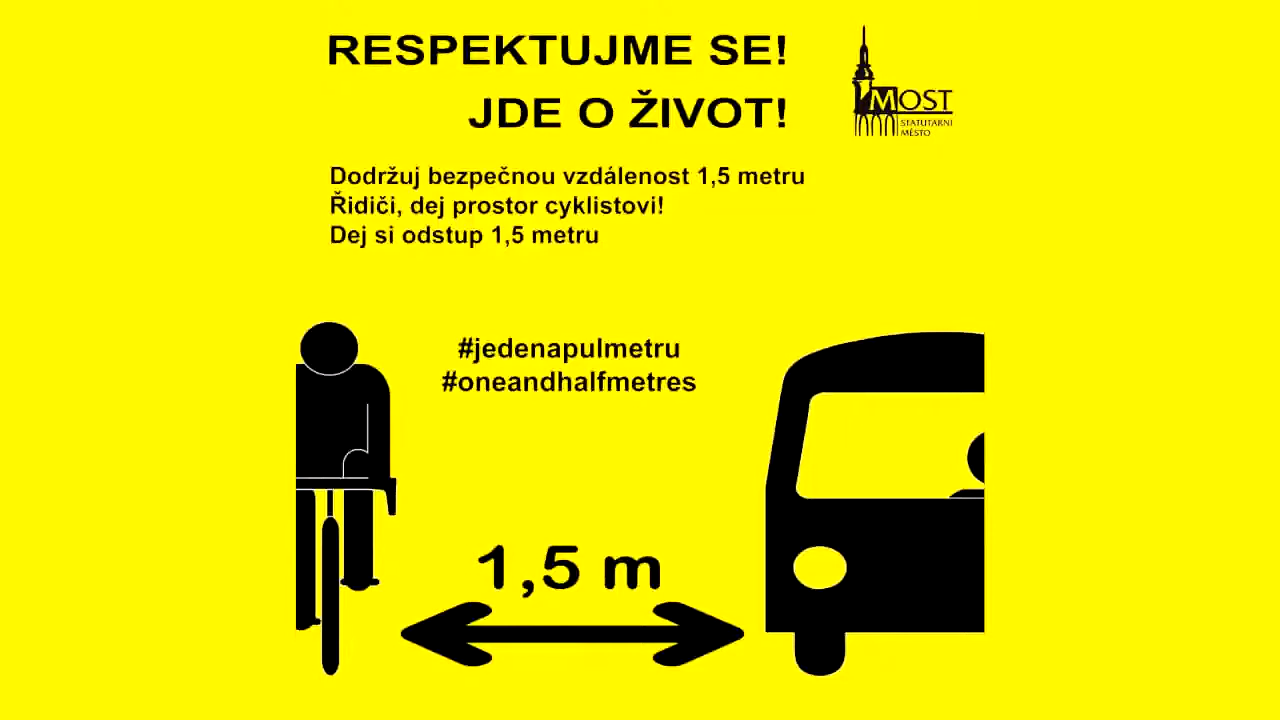 RESPEKTUJME SE!
JDE O ŽIVOT!
MOST
STATUTÁRNÍ
MĚSTO
Dodržuj bezpečnou vzdálenost 1,5 metru
Řidiči, dej prostor cyklistovi!
Dej si odstup 1,5 metru
#jedenapulmetru
#oneandhalfmetres
1,5 m